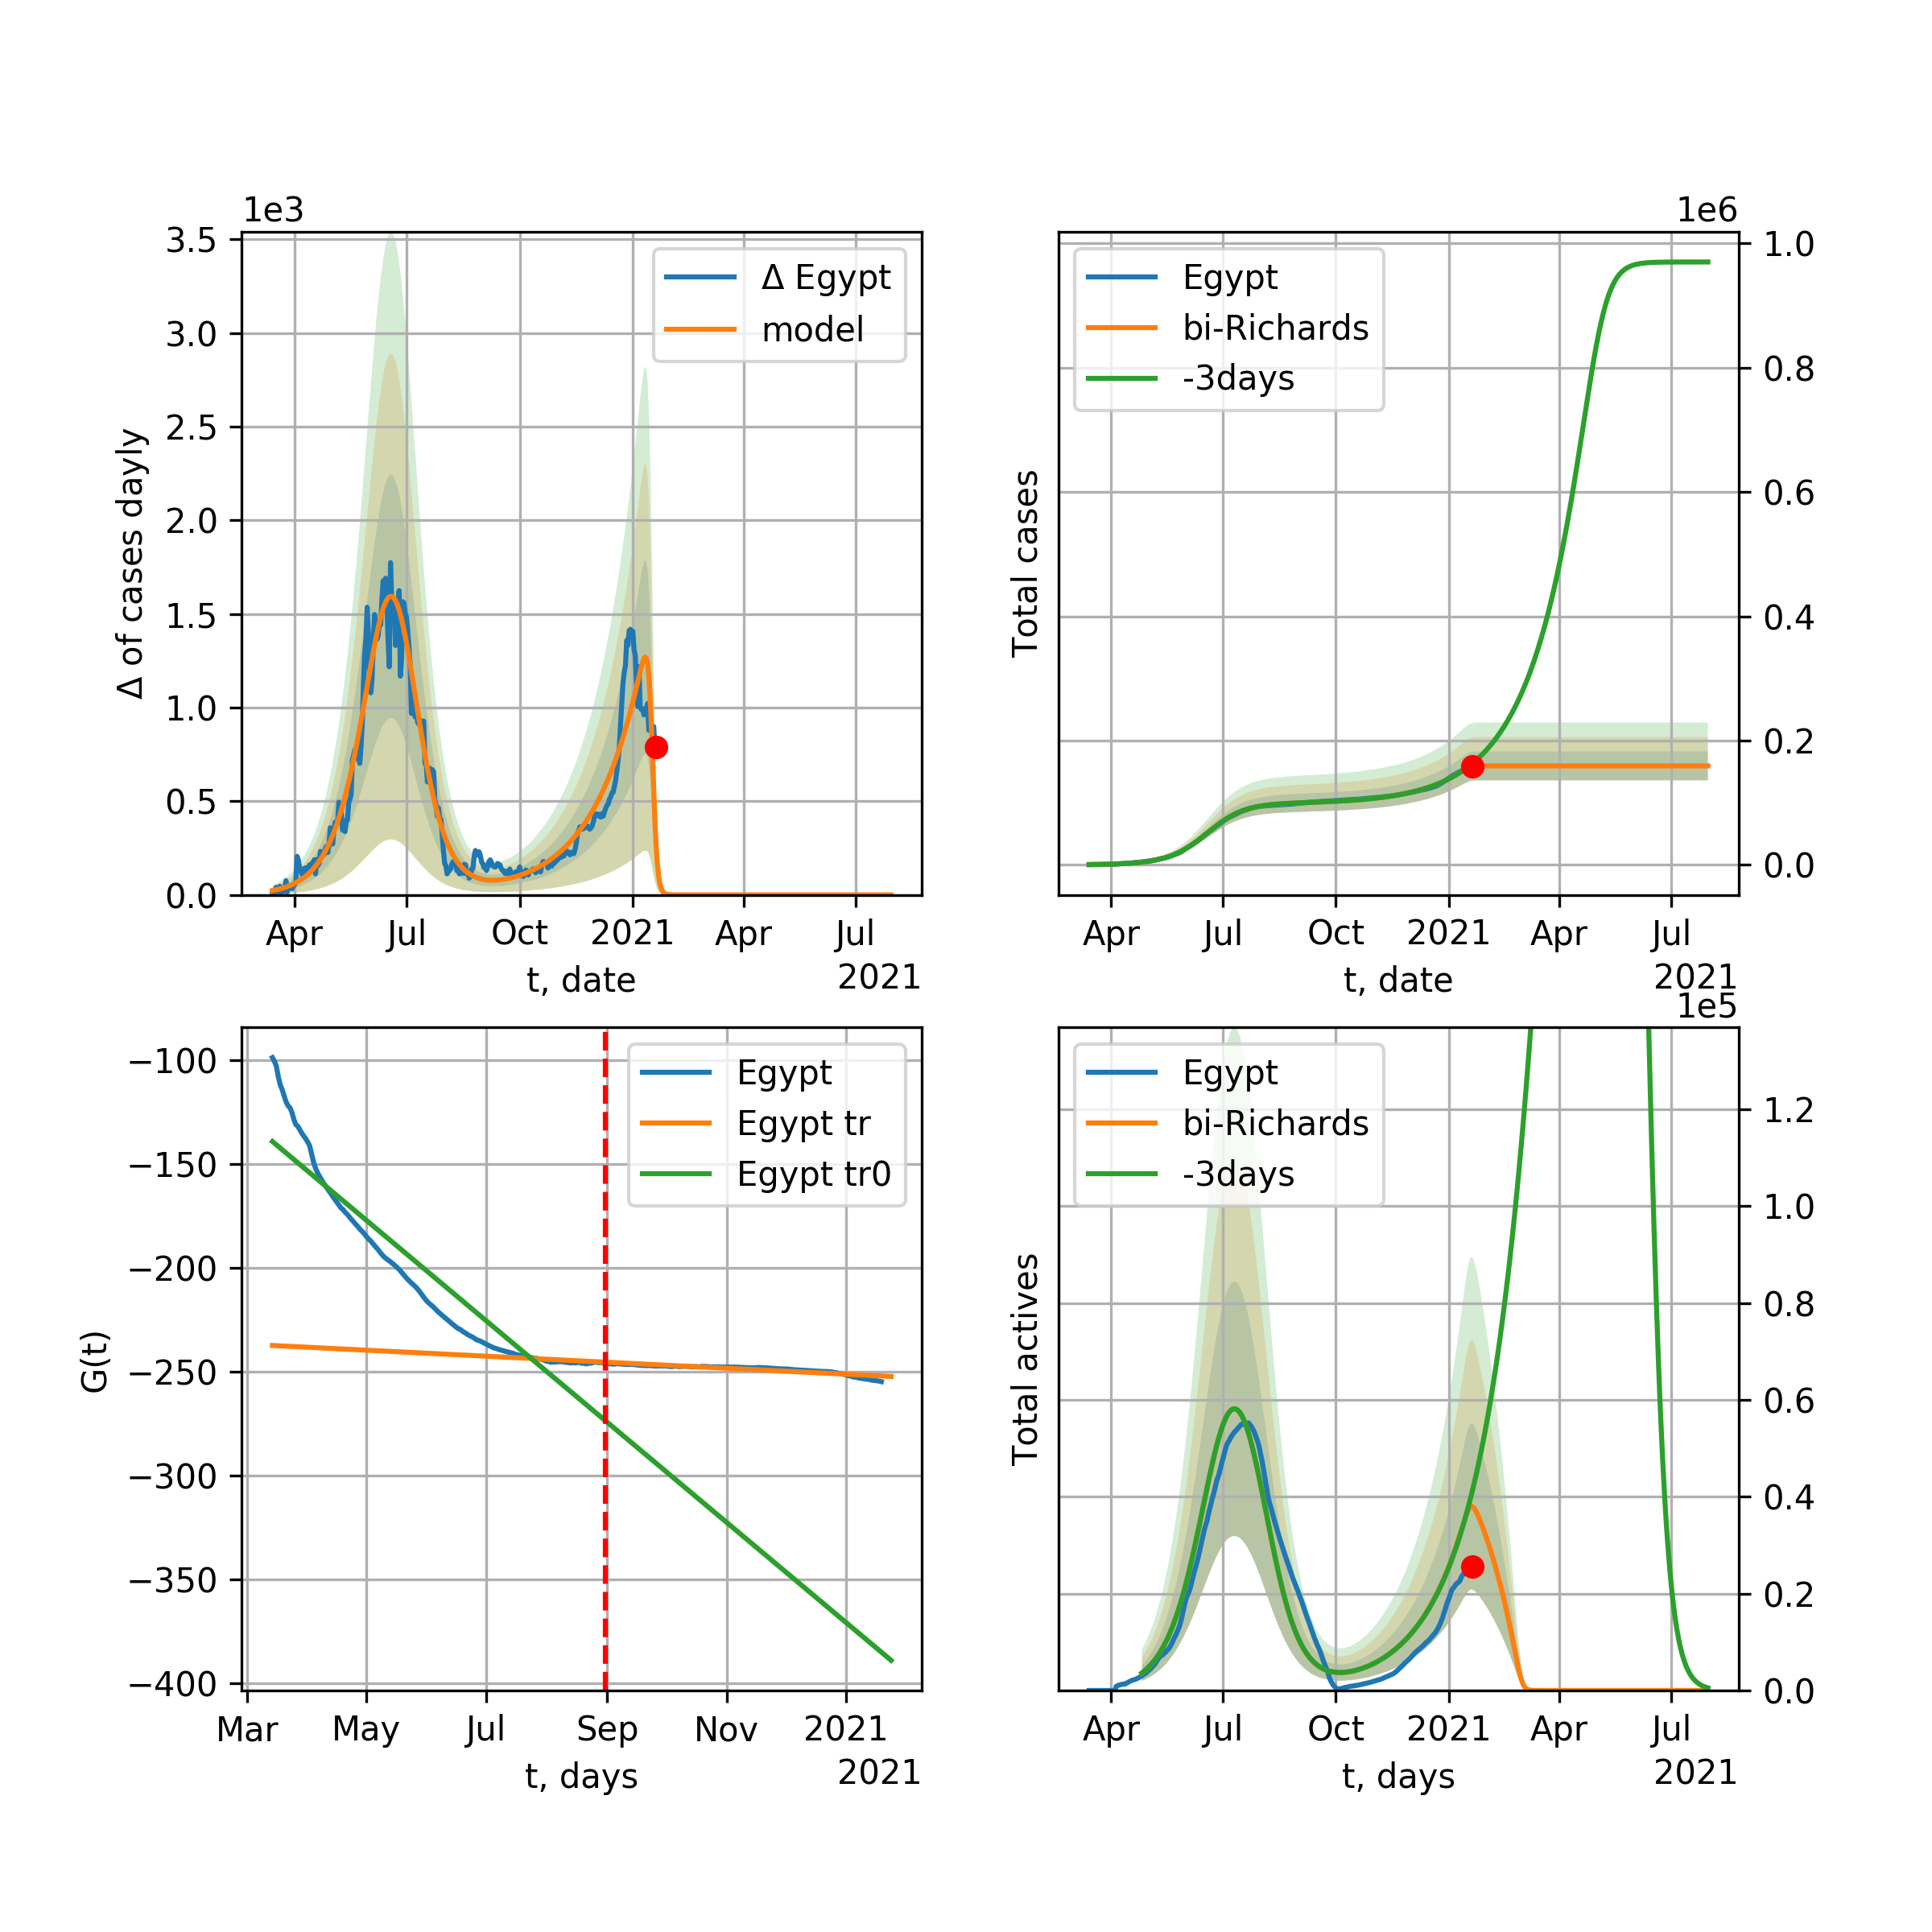 1e3
3.5
3.0
2.5
2.0
1.5
1.0
0.5
0.0
Δ of cases dayly
Δ Egypt
model
Apr Jul Oct 2021 Apr Jul
t, date
2021
1e6
Egypt
bi-Richards
-3days
Total cases
1.0
0.8
0.6
0.4
0.2
0.0
Apr Jul Oct 2021 Apr Jul
t, date
2021
−100
−150
−200
−250
−300
−350
−400
G(t)
Egypt
Egypt tr
Egypt tr0
Mar May Jul Sep Nov 2021
t, days
2021
1e5
Egypt
bi-Richards
-3days
Total actives
1.2
1.0
0.8
0.6
0.4
0.2
0.0
Apr Jul Oct 2021 Apr Jul
t, days
2021